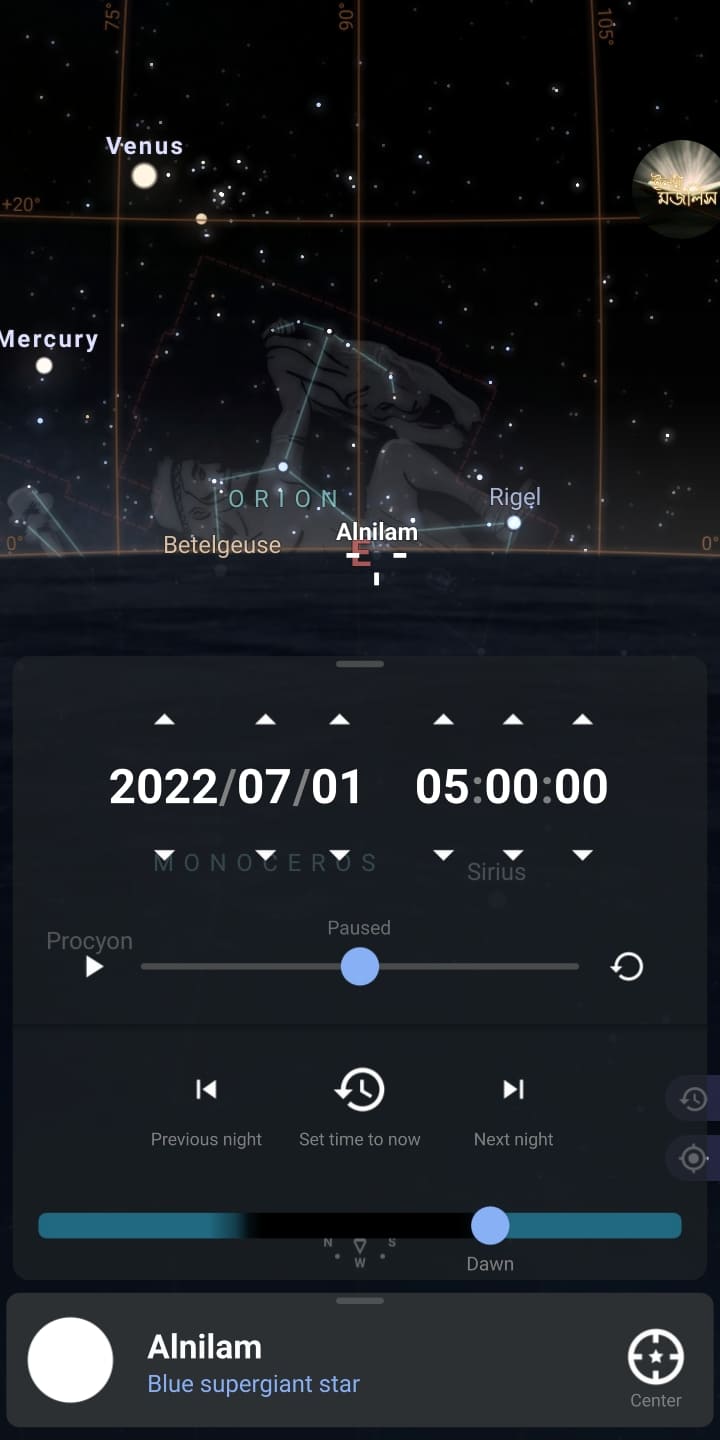 75°
90°
105°
Venus
+20°
মজলিস
Mercury
ORION
Rigel
Alnilam
0°
Betelgeuse
E
0°
2022/07/01 05:00:00
MONOCEROS
Sirius
Procyon
Paused
Previous night
Set time to now
Next night
N
S
W
Dawn
Alnilam
Blue supergiant star
Center